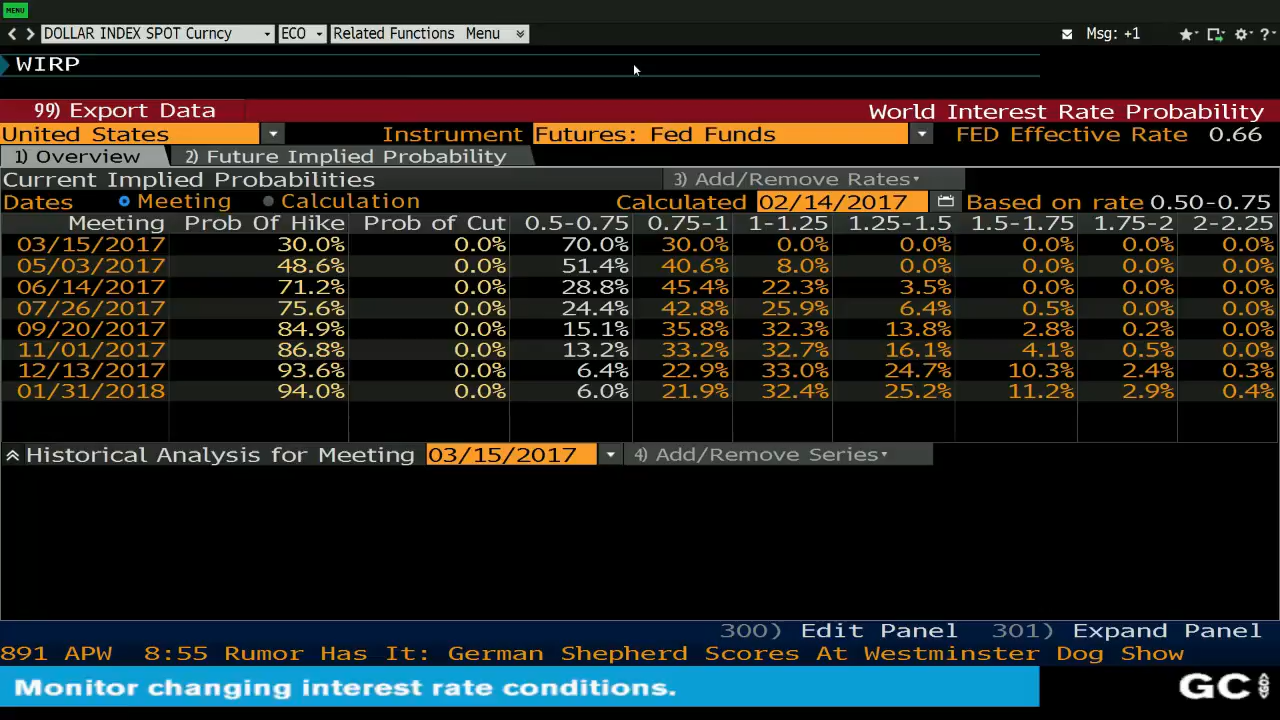 MENU
DOLLAR INDEX SPOT Curncy ECO Related Functions Menu Msg: +1 ?
WIRP
99) Export Data World Interest Rate Probability
United States Instrument Futures: Fed Funds FED Effective Rate 0.66
1) Overview 2) Future Implied Probability
Current Implied Probabilities 3) Add/Remove Rates
Dates Meeting Calculation Calculated 02/14/2017 Based on rate 0.50-0.75
Meeting Prob Of Hike Prob of Cut 0.5-0.75 0.75-1 1-1.25 1.25-1.5 1.5-1.75 1.75-2 2-2.25
03/15/2017 30.0% 0.0% 70.0% 30.0% 0.0% 0.0% 0.0% 0.0% 0.0%
05/03/2017 48.6% 0.0% 51.4% 40.6% 8.0% 0.0% 0.0% 0.0% 0.0%
06/14/2017 71.2% 0.0% 28.8% 45.4% 22.3% 3.5% 0.0% 0.0% 0.0%
07/26/2017 75.6% 0.0% 24.4% 42.8% 25.9% 6.4% 0.5% 0.0% 0.0%
09/20/2017 84.9% 0.0% 15.1% 35.8% 32.3% 13.8% 2.8% 0.2% 0.0%
11/01/2017 86.8% 0.0% 13.2% 33.2% 32.7% 16.1% 4.1% 0.5% 0.0%
12/13/2017 93.6% 0.0% 6.4% 22.9% 33.0% 24.7% 10.3% 2.4% 0.3%
01/31/2018 94.0% 0.0% 6.0% 21.9% 32.4% 25.2% 11.2% 2.9% 0.4%
Historical Analysis for Meeting 03/15/2017 4) Add/Remove Series
300) Edit Panel 301) Expand Panel
891 APW 8:55 Rumor Has It: German Shepherd Scores At Westminster Dog Show
Monitor changing interest rate conditions.
GC